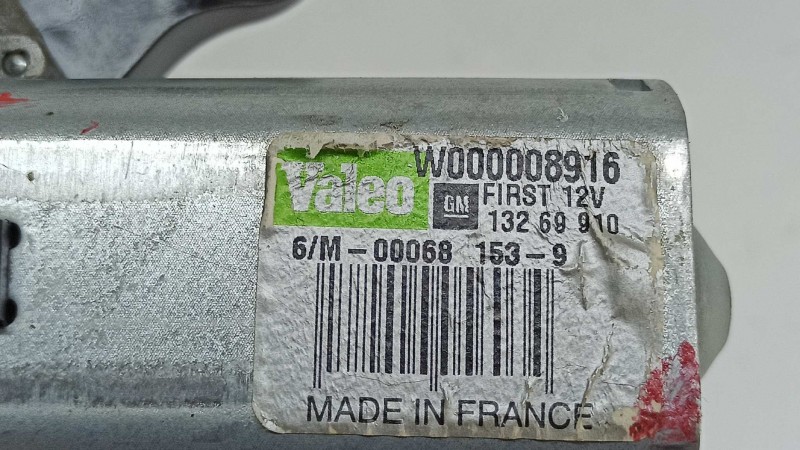 Valeo W000008916
GM FIRST 12V
132 69 910
6/M-00068 153-9
MADE IN FRANCE